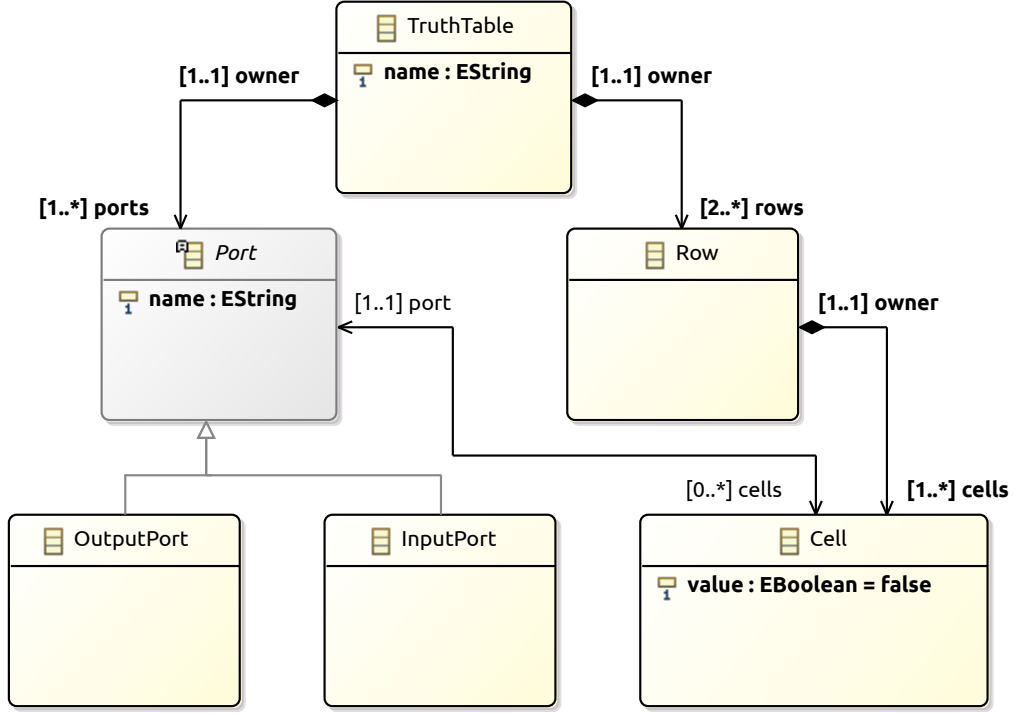 TruthTable
name : EString
[1..1] owner
[1..1] owner
[1..*] ports
[2..*] rows
Port
name : EString
Row
[1..1] port
[1..1] owner
[0..*] cells
[1..*] cells
OutputPort
InputPort
Cell
value : EBoolean = false